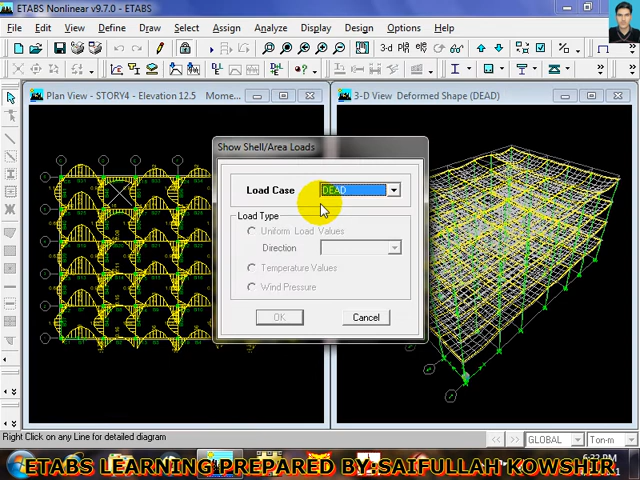 ETABS Nonlinear v9.7.0 - ETABS
File Edit View Define Draw Select Assign Analyze Display Design Options Help
3-d
Plan View - STORY4 - Elevation 12.5 Mome...
3-D View Deformed Shape (DEAD)
Show Shell/Area Loads
Load Case DEAD
Load Type
Uniform Load Values
Direction
Temperature Values
Wind Pressure
OK Cancel
Right Click on any Line for detailed diagram
GLOBAL Ton-m
ETABS LEARNING PREPARED BY:SAIFULLAH KOWSHIR